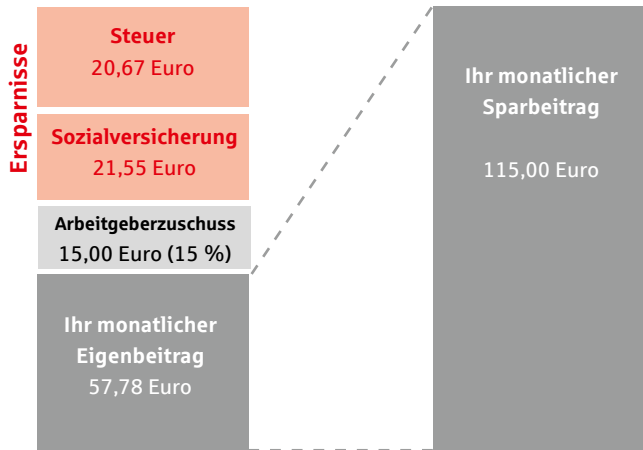 Ersparnisse
Steuer
20,67 Euro
Sozialversicherung
21,55 Euro
Arbeitgeberzuschuss
15,00 Euro (15 %)
Ihr monatlicher
Eigenbeitrag
57,78 Euro
Ihr monatlicher
Sparbeitrag
115,00 Euro